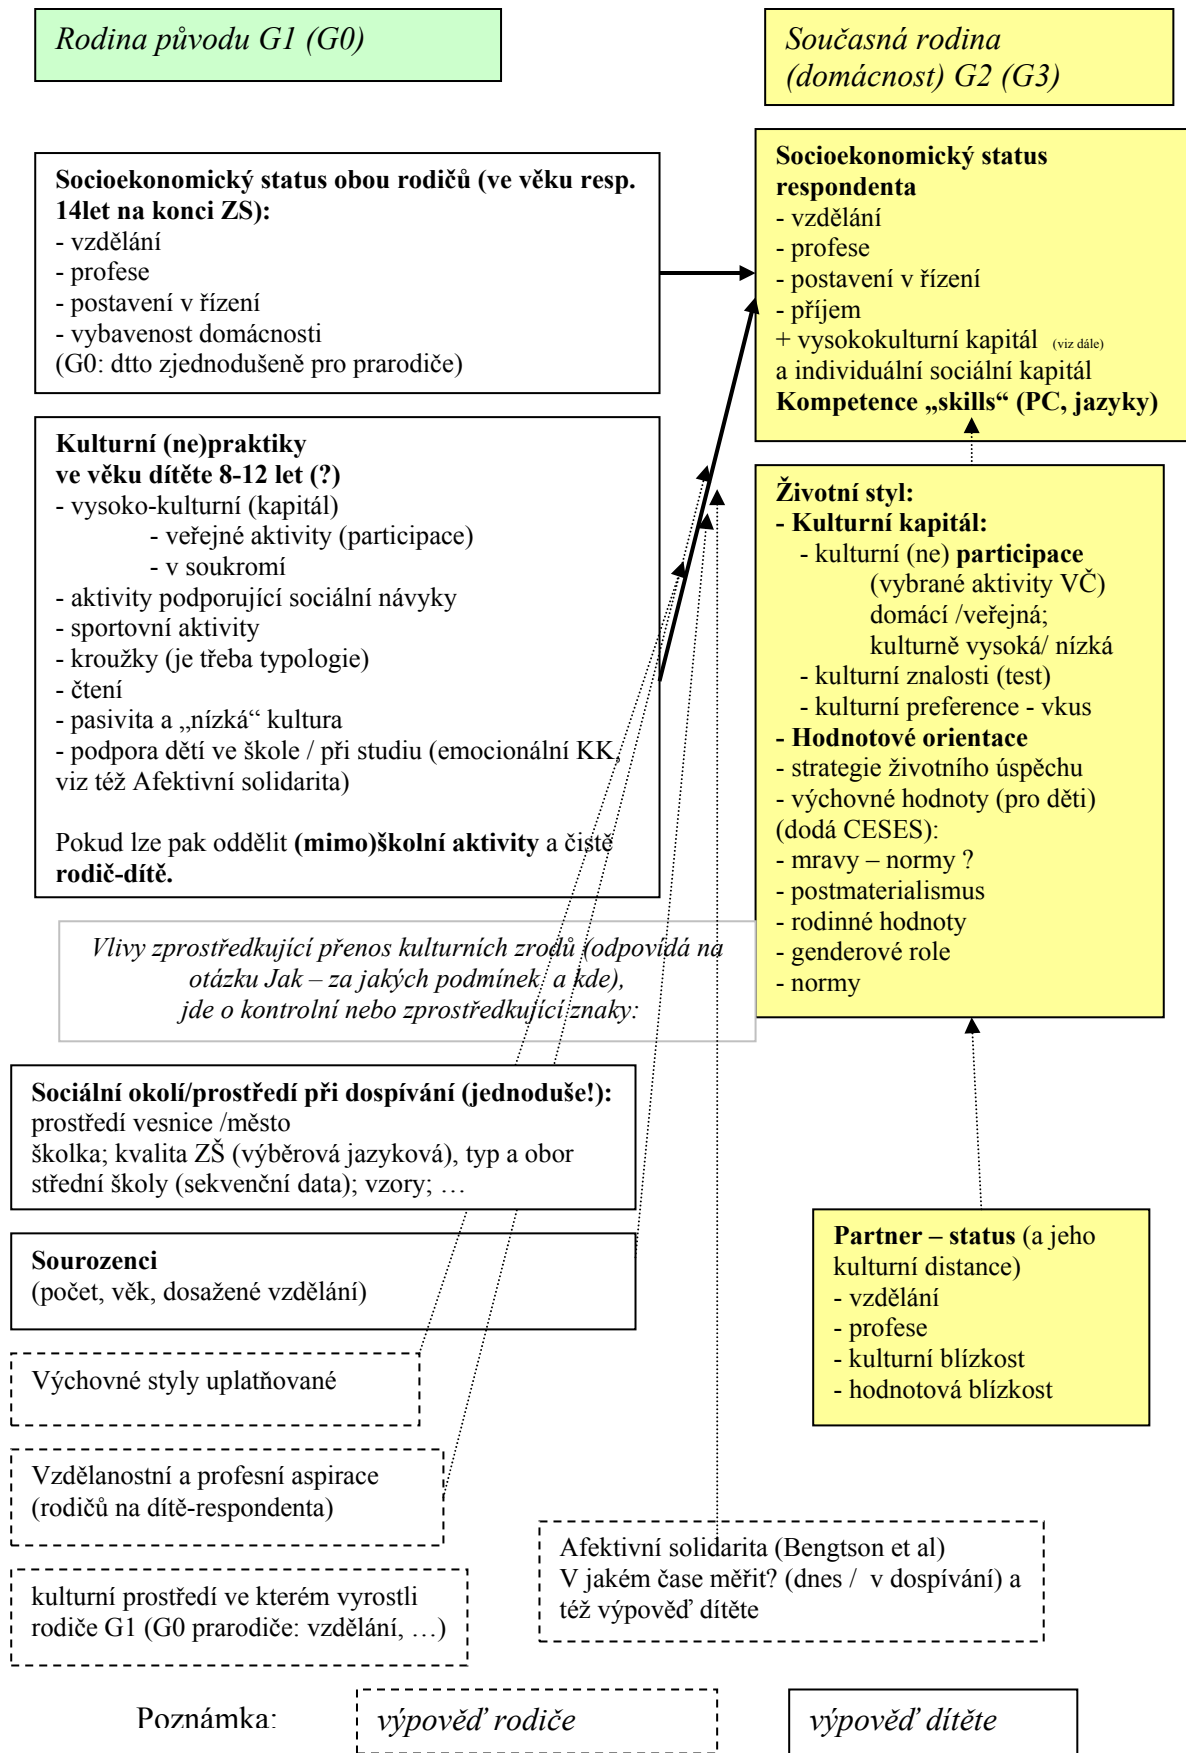 Rodina původu G1 (G0)
Současná rodina
(domácnost) G2 (G3)
Socioekonomický status obou rodičů (ve věku resp.
14let na konci ZS):
- vzdělání
- profese
- postavení v řízení
- vybavenost domácnosti
(G0: dtto zjednodušeně pro prarodiče)
Socioekonomický status
respondenta
- vzdělání
- profese
- postavení v řízení
- příjem
+ vysokokulturní kapitál (viz dále)
a individuální sociální kapitál
Kompetence „skills“ (PC, jazyky)
Kulturní (ne)praktiky
ve věku dítěte 8-12 let (?)
- vysoko-kulturní (kapitál)
- veřejné aktivity (participace)
- v soukromí
- aktivity podporující sociální návyky
- sportovní aktivity
- kroužky (je třeba typologie)
- čtení
- pasivita a „nízká“ kultura
- podpora dětí ve škole / při studiu (emocionální KK,
viz též Afektivní solidarita)
Pokud lze pak oddělit (mimo)školní aktivity a čistě
rodič-dítě.
Životní styl:
- Kulturní kapitál:
- kulturní (ne) participace
(vybrané aktivity VČ)
domácí /veřejná;
kulturně vysoká/ nízká
- kulturní znalosti (test)
- kulturní preference - vkus
- Hodnotové orientace
- strategie životního úspěchu
- výchovné hodnoty (pro děti)
(dodá CESES):
- mravy – normy ?
- postmaterialismus
- rodinné hodnoty
- genderové role
- normy
Vlivy zprostředkující přenos kulturních zrodů (odpovídá na
otázku Jak – za jakých podmínek a kde),
jde o kontrolní nebo zprostředkující znaky:
Sociální okolí/prostředí při dospívání (jednoduše!):
prostředí vesnice /město
školka; kvalita ZŠ (výběrová jazyková), typ a obor
střední školy (sekvenční data); vzory; …
Sourozenci
(počet, věk, dosažené vzdělání)
Partner – status (a jeho
kulturní distance)
- vzdělání
- profese
- kulturní blízkost
- hodnotová blízkost
Výchovné styly uplatňované
Vzdělanostní a profesní aspirace
(rodičů na dítě-respondenta)
Afektivní solidarita (Bengtson et al)
V jakém čase měřit? (dnes / v dospívání) a
též výpověď dítěte
kulturní prostředí ve kterém vyrostli
rodiče G1 (G0 prarodiče: vzdělání, …)
Poznámka:
výpověď rodiče
výpověď dítěte